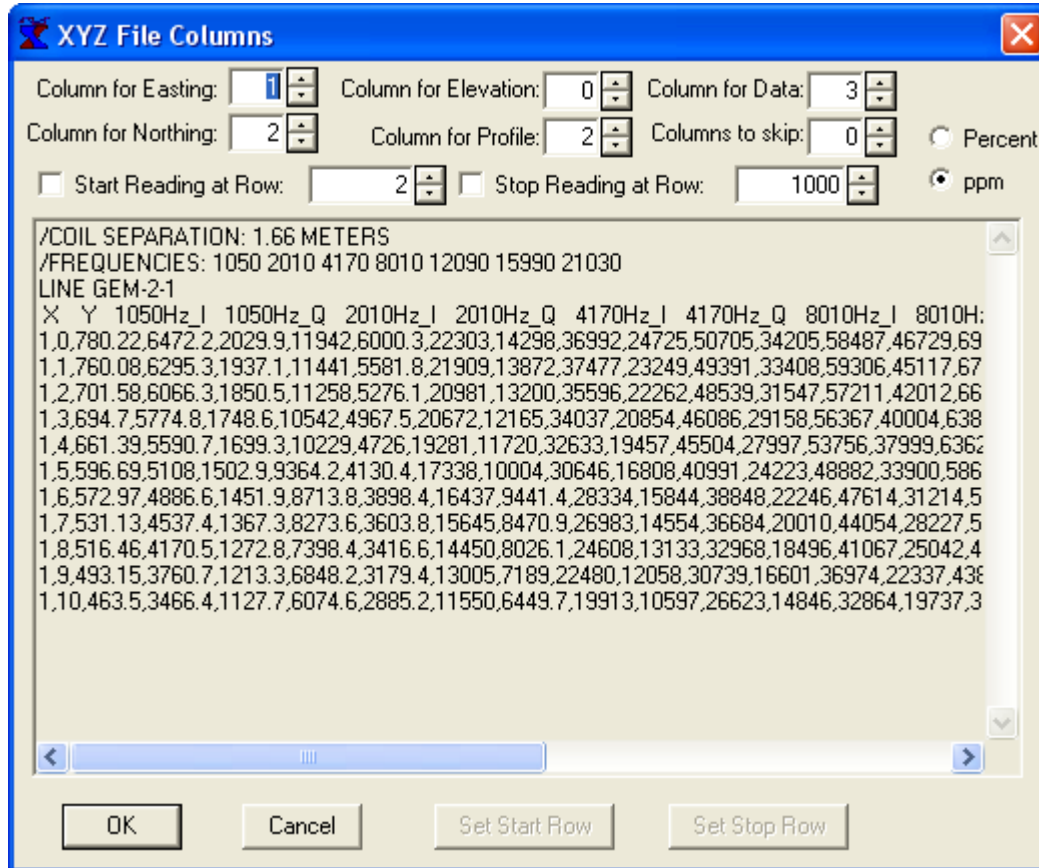 XYZ File Columns
Column for Easting: 1 Column for Elevation: 0 Column for Data: 3
Column for Northing: 2 Column for Profile: 2 Columns to skip: 0 Percent
Start Reading at Row: 2 Stop Reading at Row: 1000 ppm
/COIL SEPARATION: 1.66 METERS
/FREQUENCIES: 1050 2010 4170 8010 12090 15990 21030
LINE GEM-2-1
X Y 1050Hz_I 1050Hz_Q 2010Hz_I 2010Hz_Q 4170Hz_I 4170Hz_Q 8010Hz_I 8010Hz
1,0,780.22,6472.2,2029.9,11942,6000.3,22303,14298,36992,24725,50705,34205,58487,46729,69
1,1,760.08,6295.3,1937.1,11441,5581.8,21909,13872,37477,23249,49391,33408,59306,45117,67
1,2,701.58,6066.3,1850.5,11258,5276.1,20981,13200,35596,22262,48539,31547,57211,42012,66
1,3,694.7,5774.8,1748.6,10542,4967.5,20672,12165,34037,20854,46086,29158,56367,40004,638
1,4,661.39,5590.7,1699.3,10229,4726,19281,11720,32633,19457,45504,27997,53756,37999,6362
1,5,596.69,5108,1502.9,9364.2,4130.4,17338,10004,30646,16808,40991,24223,48882,33900,586
1,6,572.97,4886.6,1451.9,8713.8,3898.4,16437,9441.4,28334,15844,38848,22246,47614,31214,5
1,7,531.13,4537.4,1367.3,8273.6,3603.8,15645,8470.9,26983,14554,36684,20010,44054,28227,5
1,8,516.46,4170.5,1272.8,7398.4,3416.6,14450,8026.1,24608,13133,32968,18496,41067,25042,4
1,9,493.15,3760.7,1213.3,6848.2,3179.4,13005,7189,22480,12058,30739,16601,36974,22337,438
1,10,463.5,3466.4,1127.7,6074.6,2885.2,11550,6449.7,19913,10597,26623,14846,32864,19737,3
OK Cancel Set Start Row Set Stop Row